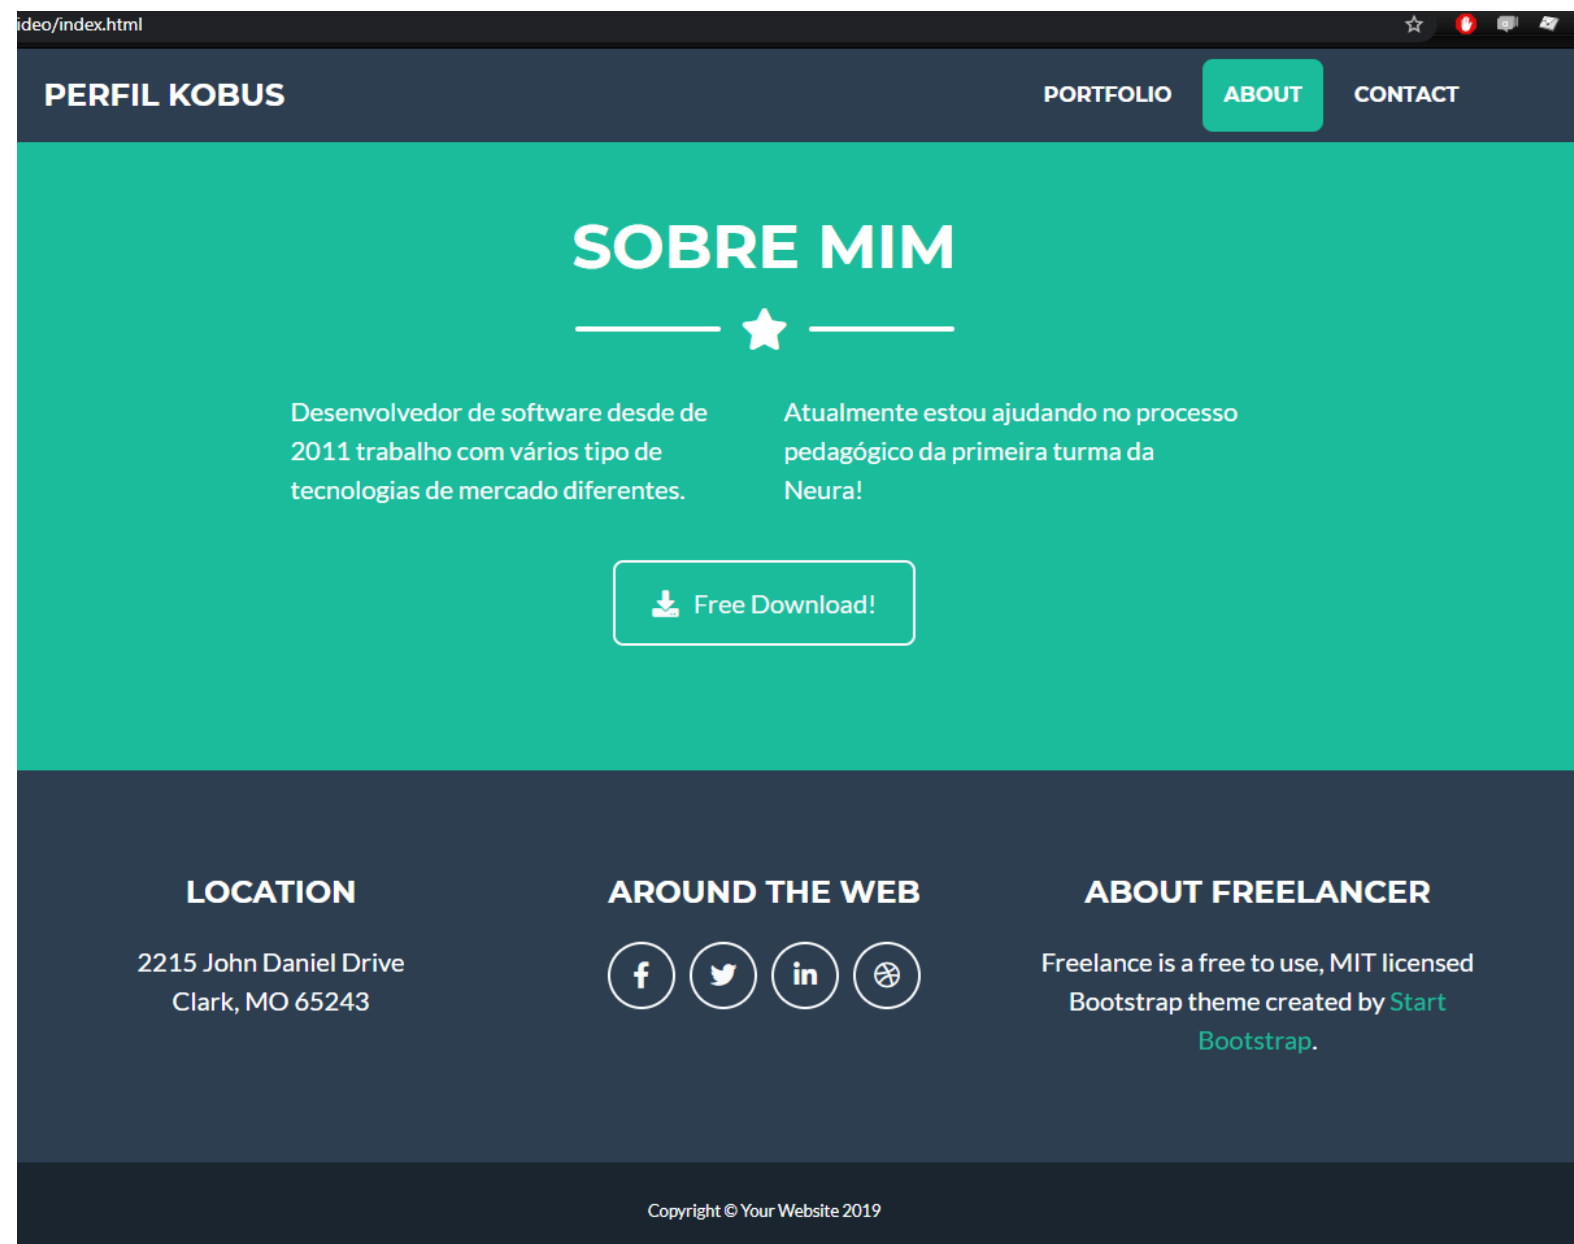 ideo/index.html
PERFIL KOBUS
PORTFOLIO
ABOUT
CONTACT
SOBRE MIM
Desenvolvedor de software desde de
2011 trabalho com vários tipo de
tecnologias de mercado diferentes.
Atualmente estou ajudando no processo
pedagógico da primeira turma da
Neura!
Free Download!
LOCATION
2215 John Daniel Drive
Clark, MO 65243
AROUND THE WEB
ABOUT FREELANCER
Freelance is a free to use, MIT licensed
Bootstrap theme created by Start
Bootstrap.
Copyright © Your Website 2019